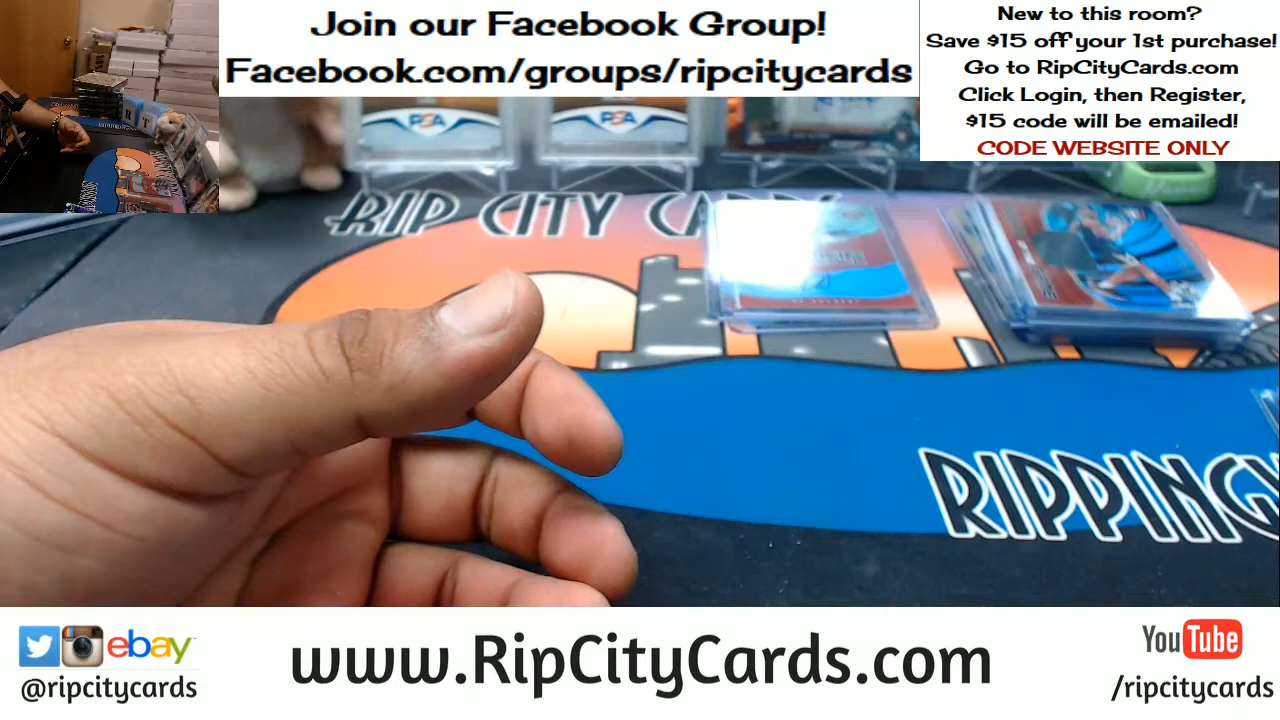 Join our Facebook Group!
Facebook.com/groups/ripcitycards
New to this room?
Save $15 off your 1st purchase!
Go to RipCityCards.com
Click Login, then Register,
$15 code will be emailed!
CODE WEBSITE ONLY
PSA
PSA
RIP CITY
RIPPING
ebay
@ripcitycards
www.RipCityCards.com
YouTube
/ripcitycards